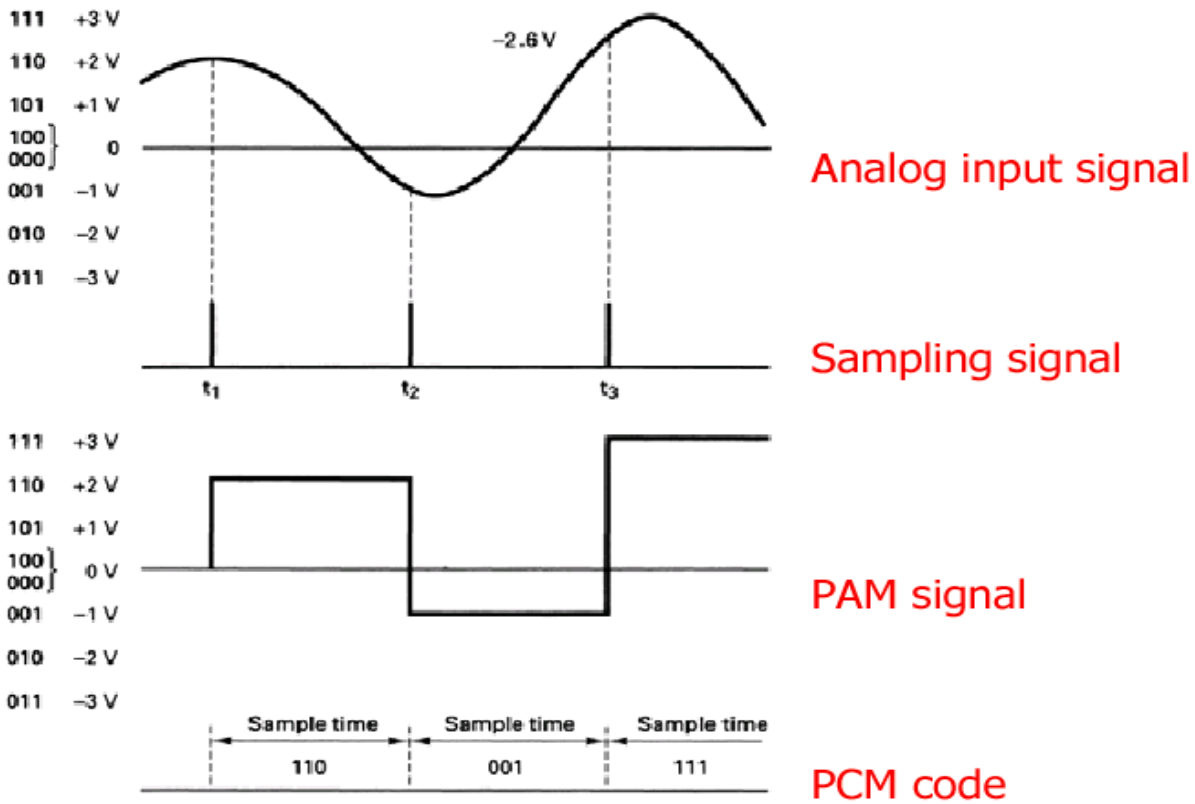 111 +3 V
−2.6 V
110 +2 V
101 +1 V
100
000 } 0
Analog input signal
001 −1 V
010 −2 V
011 −3 V
Sampling signal
t1 t2 t3
111 +3 V
110 +2 V
101 +1 V
100
000 } 0 V
PAM signal
001 −1 V
010 −2 V
011 −3 V
Sample time Sample time Sample time
110 001 111
PCM code